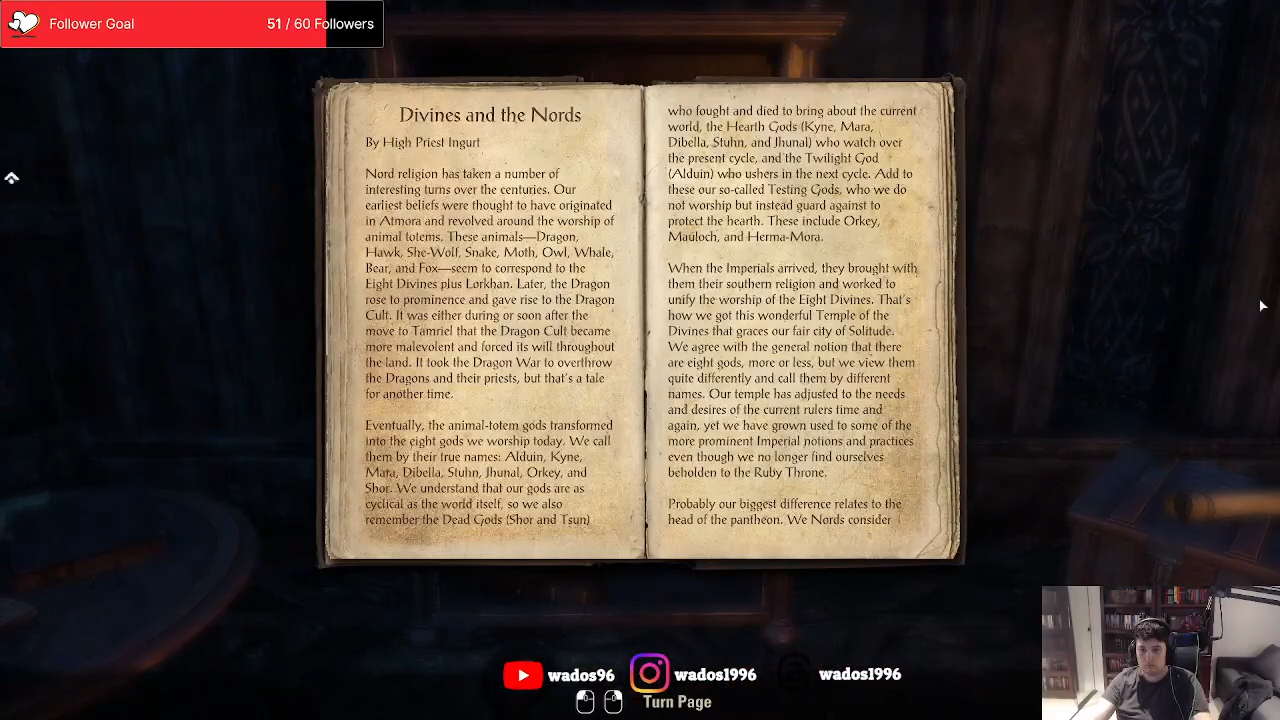 Follower Goal
51 / 60 Followers
Divines and the Nords
By High Priest Ingurt
Nord religion has taken a number of
interesting turns over the centuries. Our
earliest beliefs were thought to have originated
in Atmora and revolved around the worship of
animal totems. These animals—Dragon,
Hawk, She-Wolf, Snake, Moth, Owl, Whale,
Bear, and Fox—seem to correspond to the
Eight Divines plus Lorkhan. Later, the Dragon
rose to prominence and gave rise to the Dragon
Cult. It was either during or soon after the
move to Tamriel that the Dragon Cult became
more malevolent and forced its will throughout
the land. It took the Dragon War to overthrow
the Dragons and their priests, but that's a tale
for another time.
Eventually, the animal-totem gods transformed
into the eight gods we worship today. We call
them by their true names: Alduin, Kyne,
Mara, Dibella, Stuhn, Jhunal, Orkey, and
Shor. We understand that our gods are as
cyclical as the world itself, so we also
remember the Dead Gods (Shor and Tsun)
who fought and died to bring about the current
world, the Hearth Gods (Kyne, Mara,
Dibella, Stuhn, and Jhunal) who watch over
the present cycle, and the Twilight God
(Alduin) who ushers in the next cycle. Add to
these our so-called Testing Gods, who we do
not worship but instead guard against to
protect the hearth. These include Orkey,
Mauloch, and Herma-Mora.
When the Imperials arrived, they brought with
them their southern religion and worked to
unify the worship of the Eight Divines. That's
how we got this wonderful Temple of the
Divines that graces our fair city of Solitude.
We agree with the general notion that there
are eight gods, more or less, but we view them
quite differently and call them by different
names. Our temple has adjusted to the needs
and desires of the current rulers time and
again, yet we have grown used to some of the
more prominent Imperial notions and practices
even though we no longer find ourselves
beholden to the Ruby Throne.
Probably our biggest difference relates to the
head of the pantheon. We Nords consider
wados96
wados1996
wados1996
Turn Page